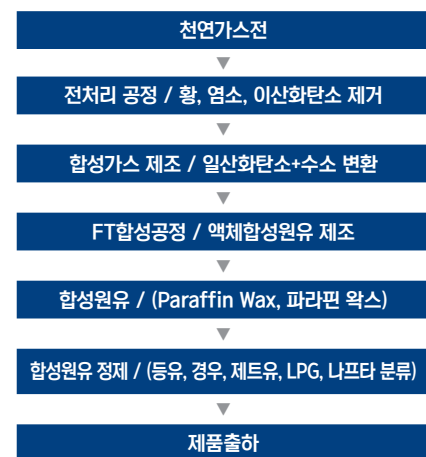 천연가스전
전처리 공정 / 황, 염소, 이산화탄소 제거
합성가스 제조 / 일산화탄소+수소 변환
FT합성공정 / 액체합성원유 제조
합성원유 / (Paraffin Wax, 파라핀 왁스)
합성원유 정제 / (등유, 경우, 제트유, LPG, 나프타 분류)
제품출하